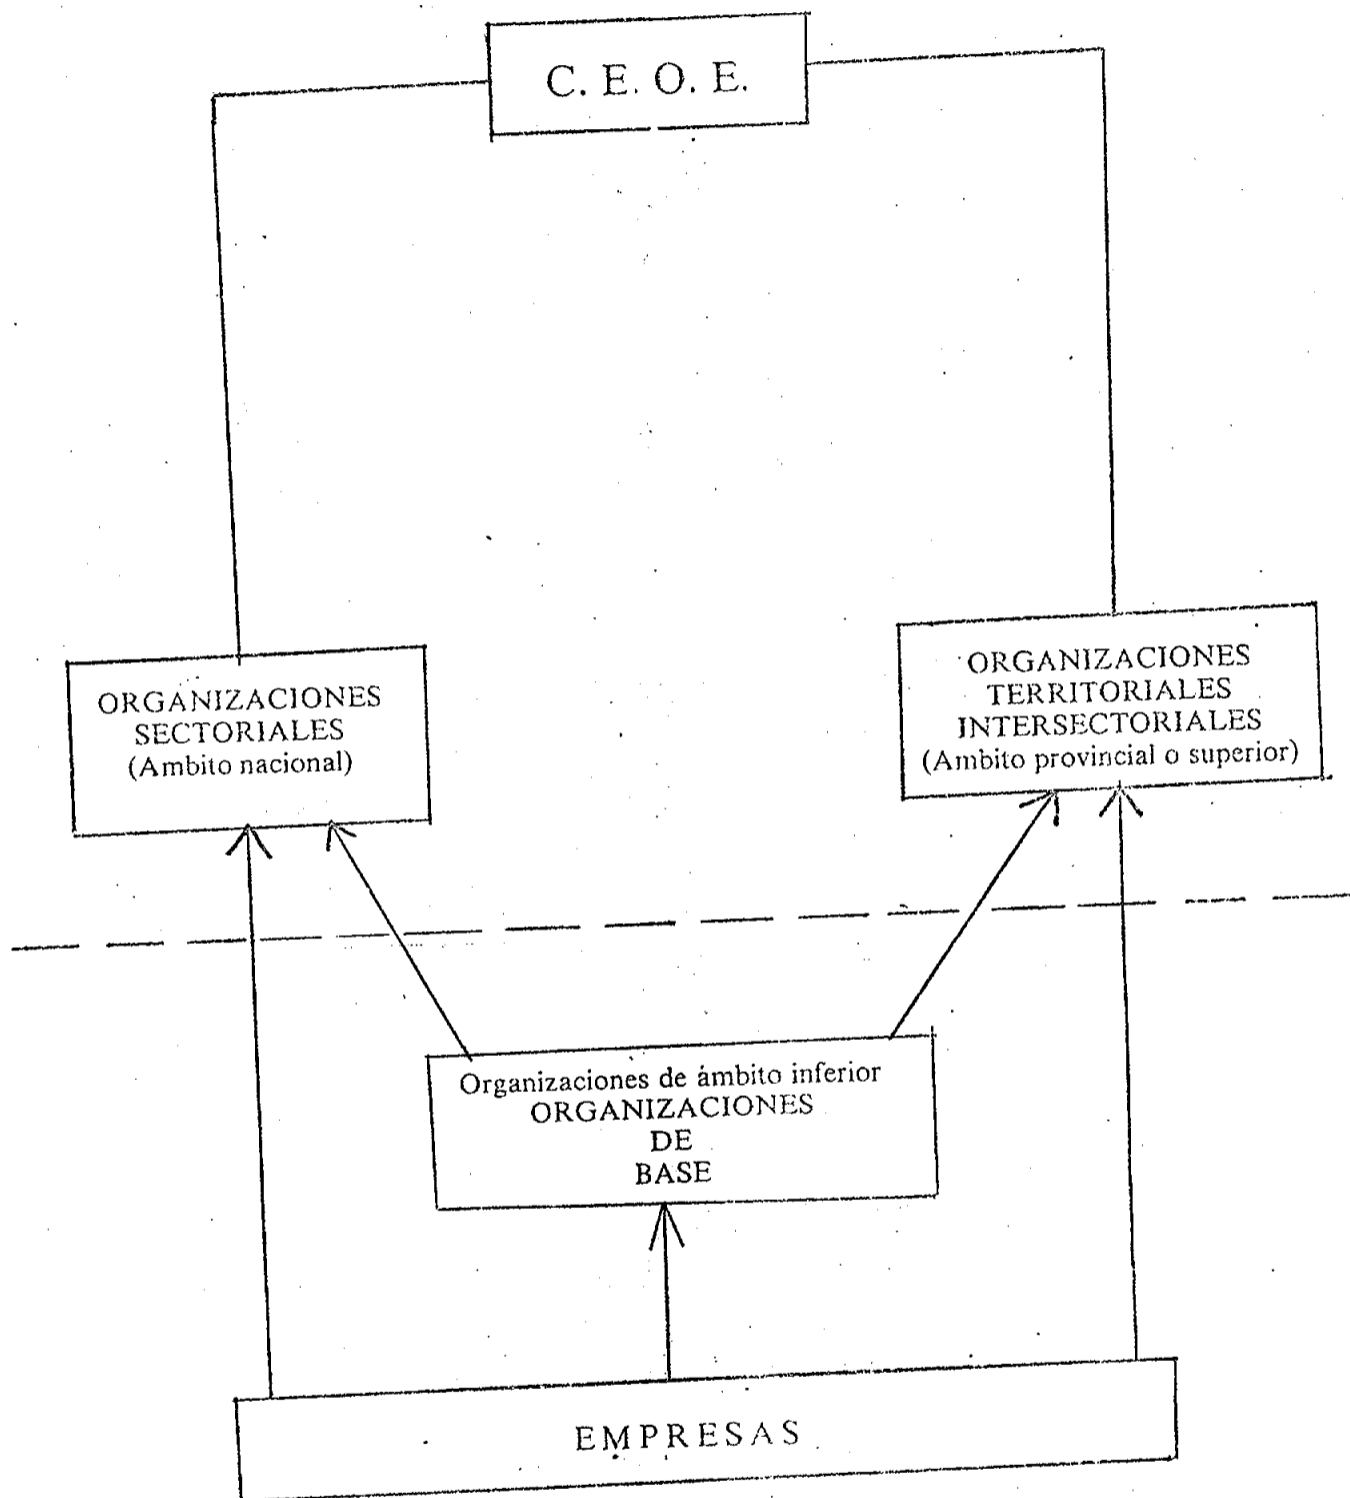 C. E. O. E.
ORGANIZACIONES
SECTORIALES
(Ambito nacional)
ORGANIZACIONES
TERRITORIALES
INTERSECTORIALES
(Ambito provincial o superior)
Organizaciones de ámbito inferior
ORGANIZACIONES
DE
BASE
EMPRESAS